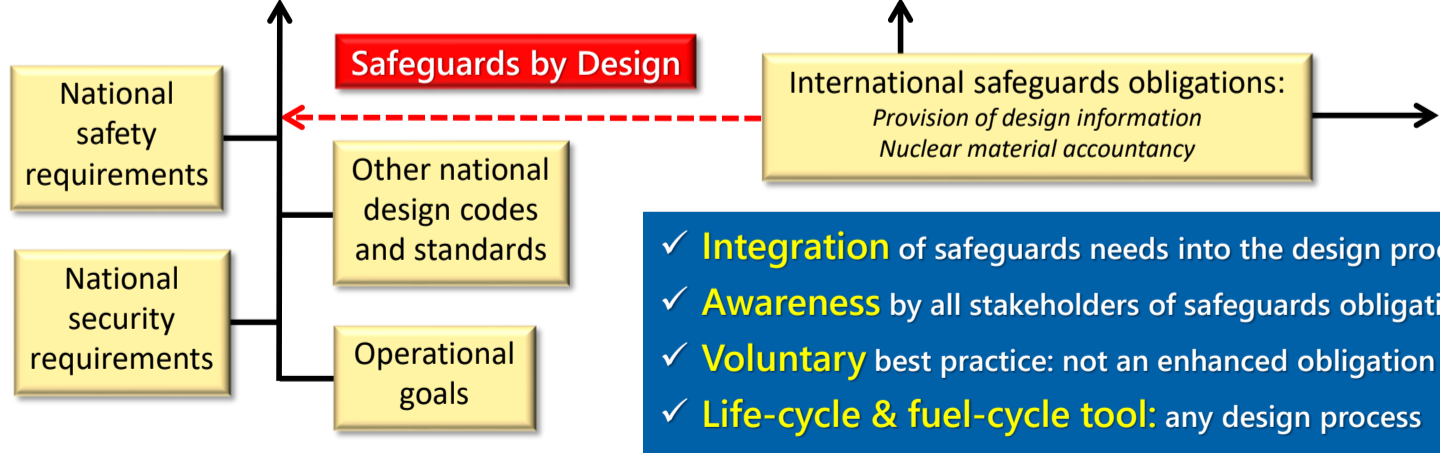 Safeguards by Design
National
safety
requirements
International safeguards obligations:
Provision of design information
Nuclear material accountancy
Other national
design codes
and standards
National
security
requirements
Operational
goals
✓ Integration of safeguards needs into the design
✓ Awareness by all stakeholders of safeguards
✓ Voluntary best practice: not an enhanced obligation
✓ Life-cycle & fuel-cycle tool: any design process